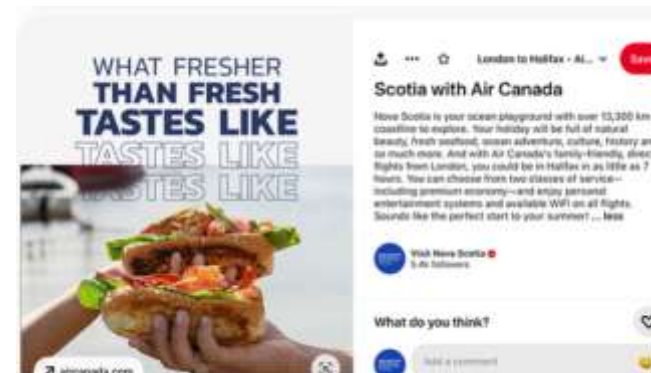 WHAT FRESHER
THAN FRESH
TASTES LIKE
TASTES LIKE
TASTES LIKE
aircanada.com
London to Halifax - Ai...
Save
Scotia with Air Canada
Nova Scotia is your ocean playground with over 13,300 km
coastline to explore. Your holiday will be full of natural
beauty, fresh seafood, ocean adventure, culture, history an
so much more. And with Air Canada's family-friendly, direc
flights from London, you could be in Halifax in as little as 7
hours. You can choose from two classes of service—
including premium economy—and enjoy personal
entertainment systems and available WiFi on all flights.
Sounds like the perfect start to your summer! ... less
Visit Nova Scotia
followers
What do you think?
Add a comment